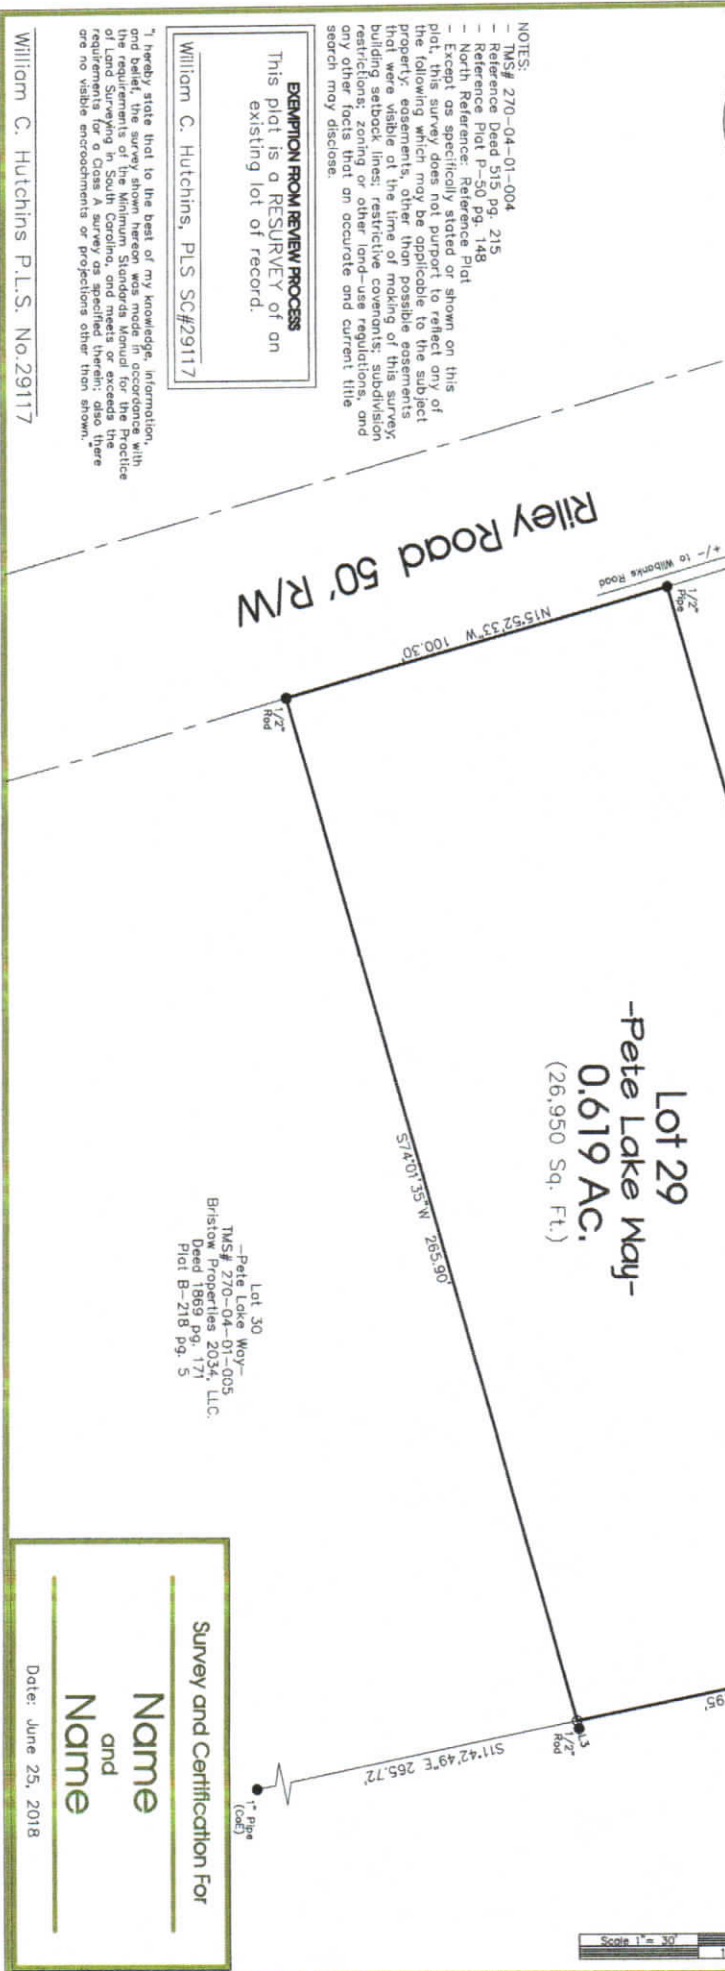 NOTES:
- TMS# 270-04-01-004
- Reference Deed 515 pg. 215
- Reference Plat P-50 pg. 148
- North Reference: Reference Plat
- Except as specifically stated or shown on this
plat, this survey does not purport to reflect any of
the following which may be applicable to the subject
property: easements, other than possible easements
that were visible at the time of making of this survey;
building setback lines; restrictive covenants; subdivision
restrictions; zoning or other land-use regulations, and
any other facts that an accurate and current title
search may disclose.
EXEMPTION FROM REVIEW PROCESS
This plat is a RESURVEY of an
existing lot of record.
William C. Hutchins, PLS SC#29117
"I hereby state that to the best of my knowledge, information,
and belief, the survey shown hereon was made in accordance with
the requirements of the Minimum Standards Manual for the Practice
of Land Surveying in South Carolina, and meets or exceeds the
requirements for a Class A survey as specified therein; also there
are no visible encroachments or projections other than shown."
William C. Hutchins P.L.S. No.29117
Riley Road 50' R/W
+/- to Wilbanks Road
1/2"
Pipe
N15°52'33"W 100.30'
1/2"
Rod
Lot 29
-Pete Lake Way-
0.619 Ac.
(26,950 Sq. Ft.)
S74°01'35"W 265.90'
Lot 30
-Pete Lake Way-
TMS# 270-04-01-005
Bristow Properties 2034, LLC.
Deed 1869 pg. 171
Plat B-218 pg. 5
95'
L3
1/2"
Rod
S11°42'49"E 265.72'
1" Pipe
(CoE)
Scale 1"= 30'
1
Survey and Certification For
Name
and
Name
Date: June 25, 2018